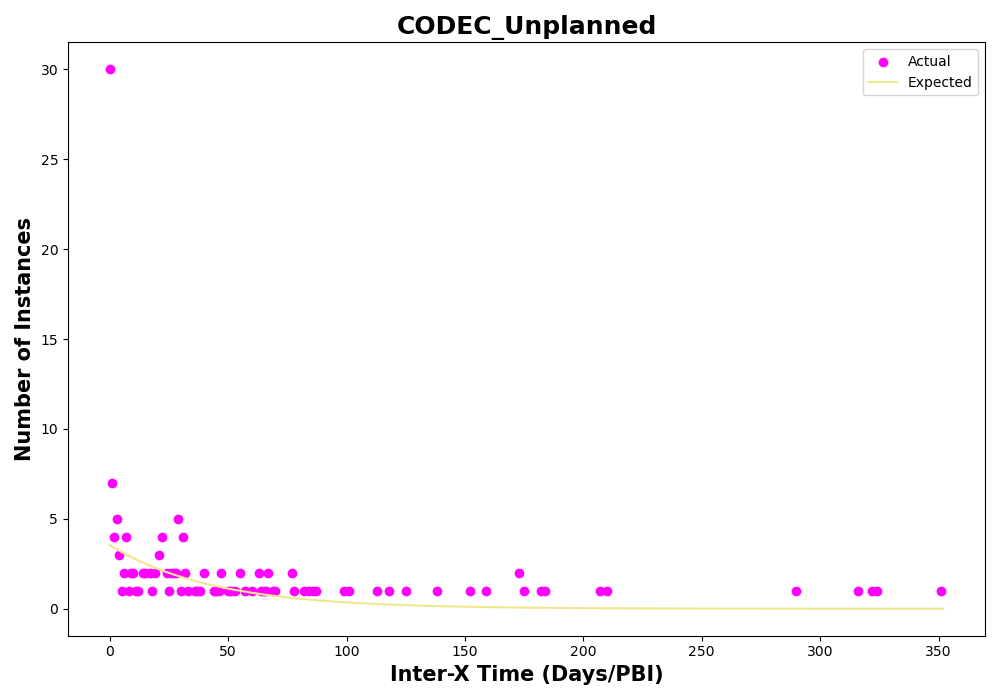 CODEC_Unplanned
Actual
Expected
Number of Instances
30
25
20
15
10
5
0
0 50 100 150 200 250 300 350
Inter-X Time (Days/PBI)